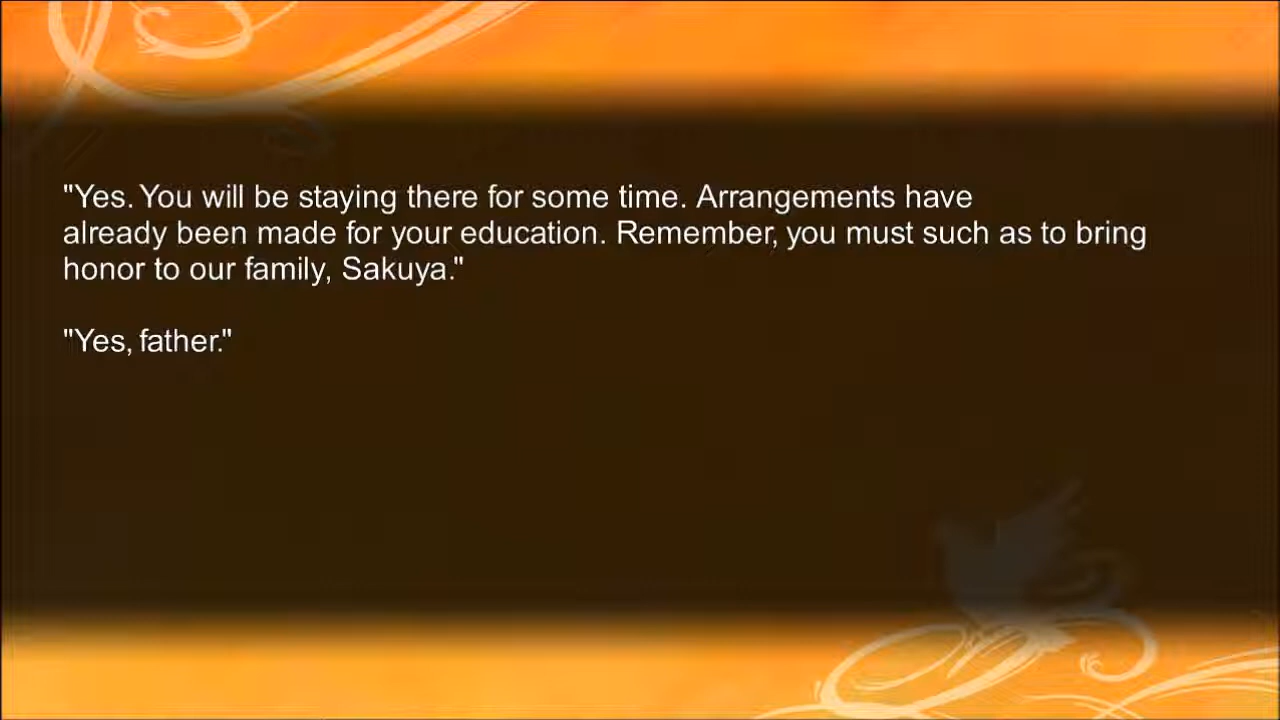 "Yes. You will be staying there for some time. Arrangements have
already been made for your education. Remember, you must such as to bring
honor to our family, Sakuya."
"Yes, father."